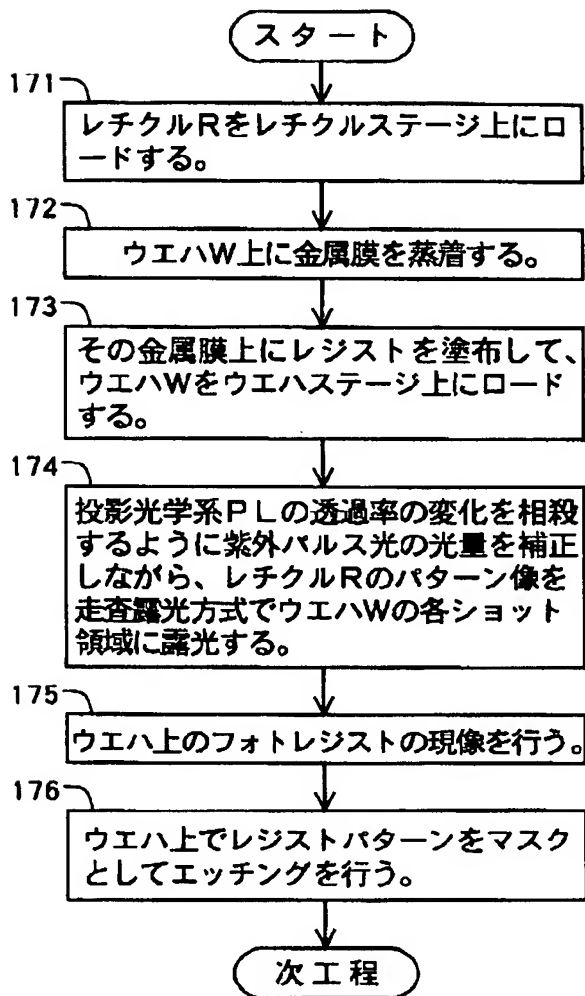 スタート
171
レチクルRをレチクルステージ上にロ
ードする。
172
ウエハW上に金属膜を蒸着する。
173
その金属膜上にレジストを塗布して、
ウエハWをウエハステージ上にロード
する。
174
投影光学系PLの透過率の変化を相殺
するように紫外パルス光の光量を補正
しながら、レチクルRのパターン像を
走査露光方式でウエハWの各ショット
領域に露光する。
175
ウエハ上のフォトレジストの現像を行う。
176
ウエハ上でレジストパターンをマスク
としてエッチングを行う。
次工程